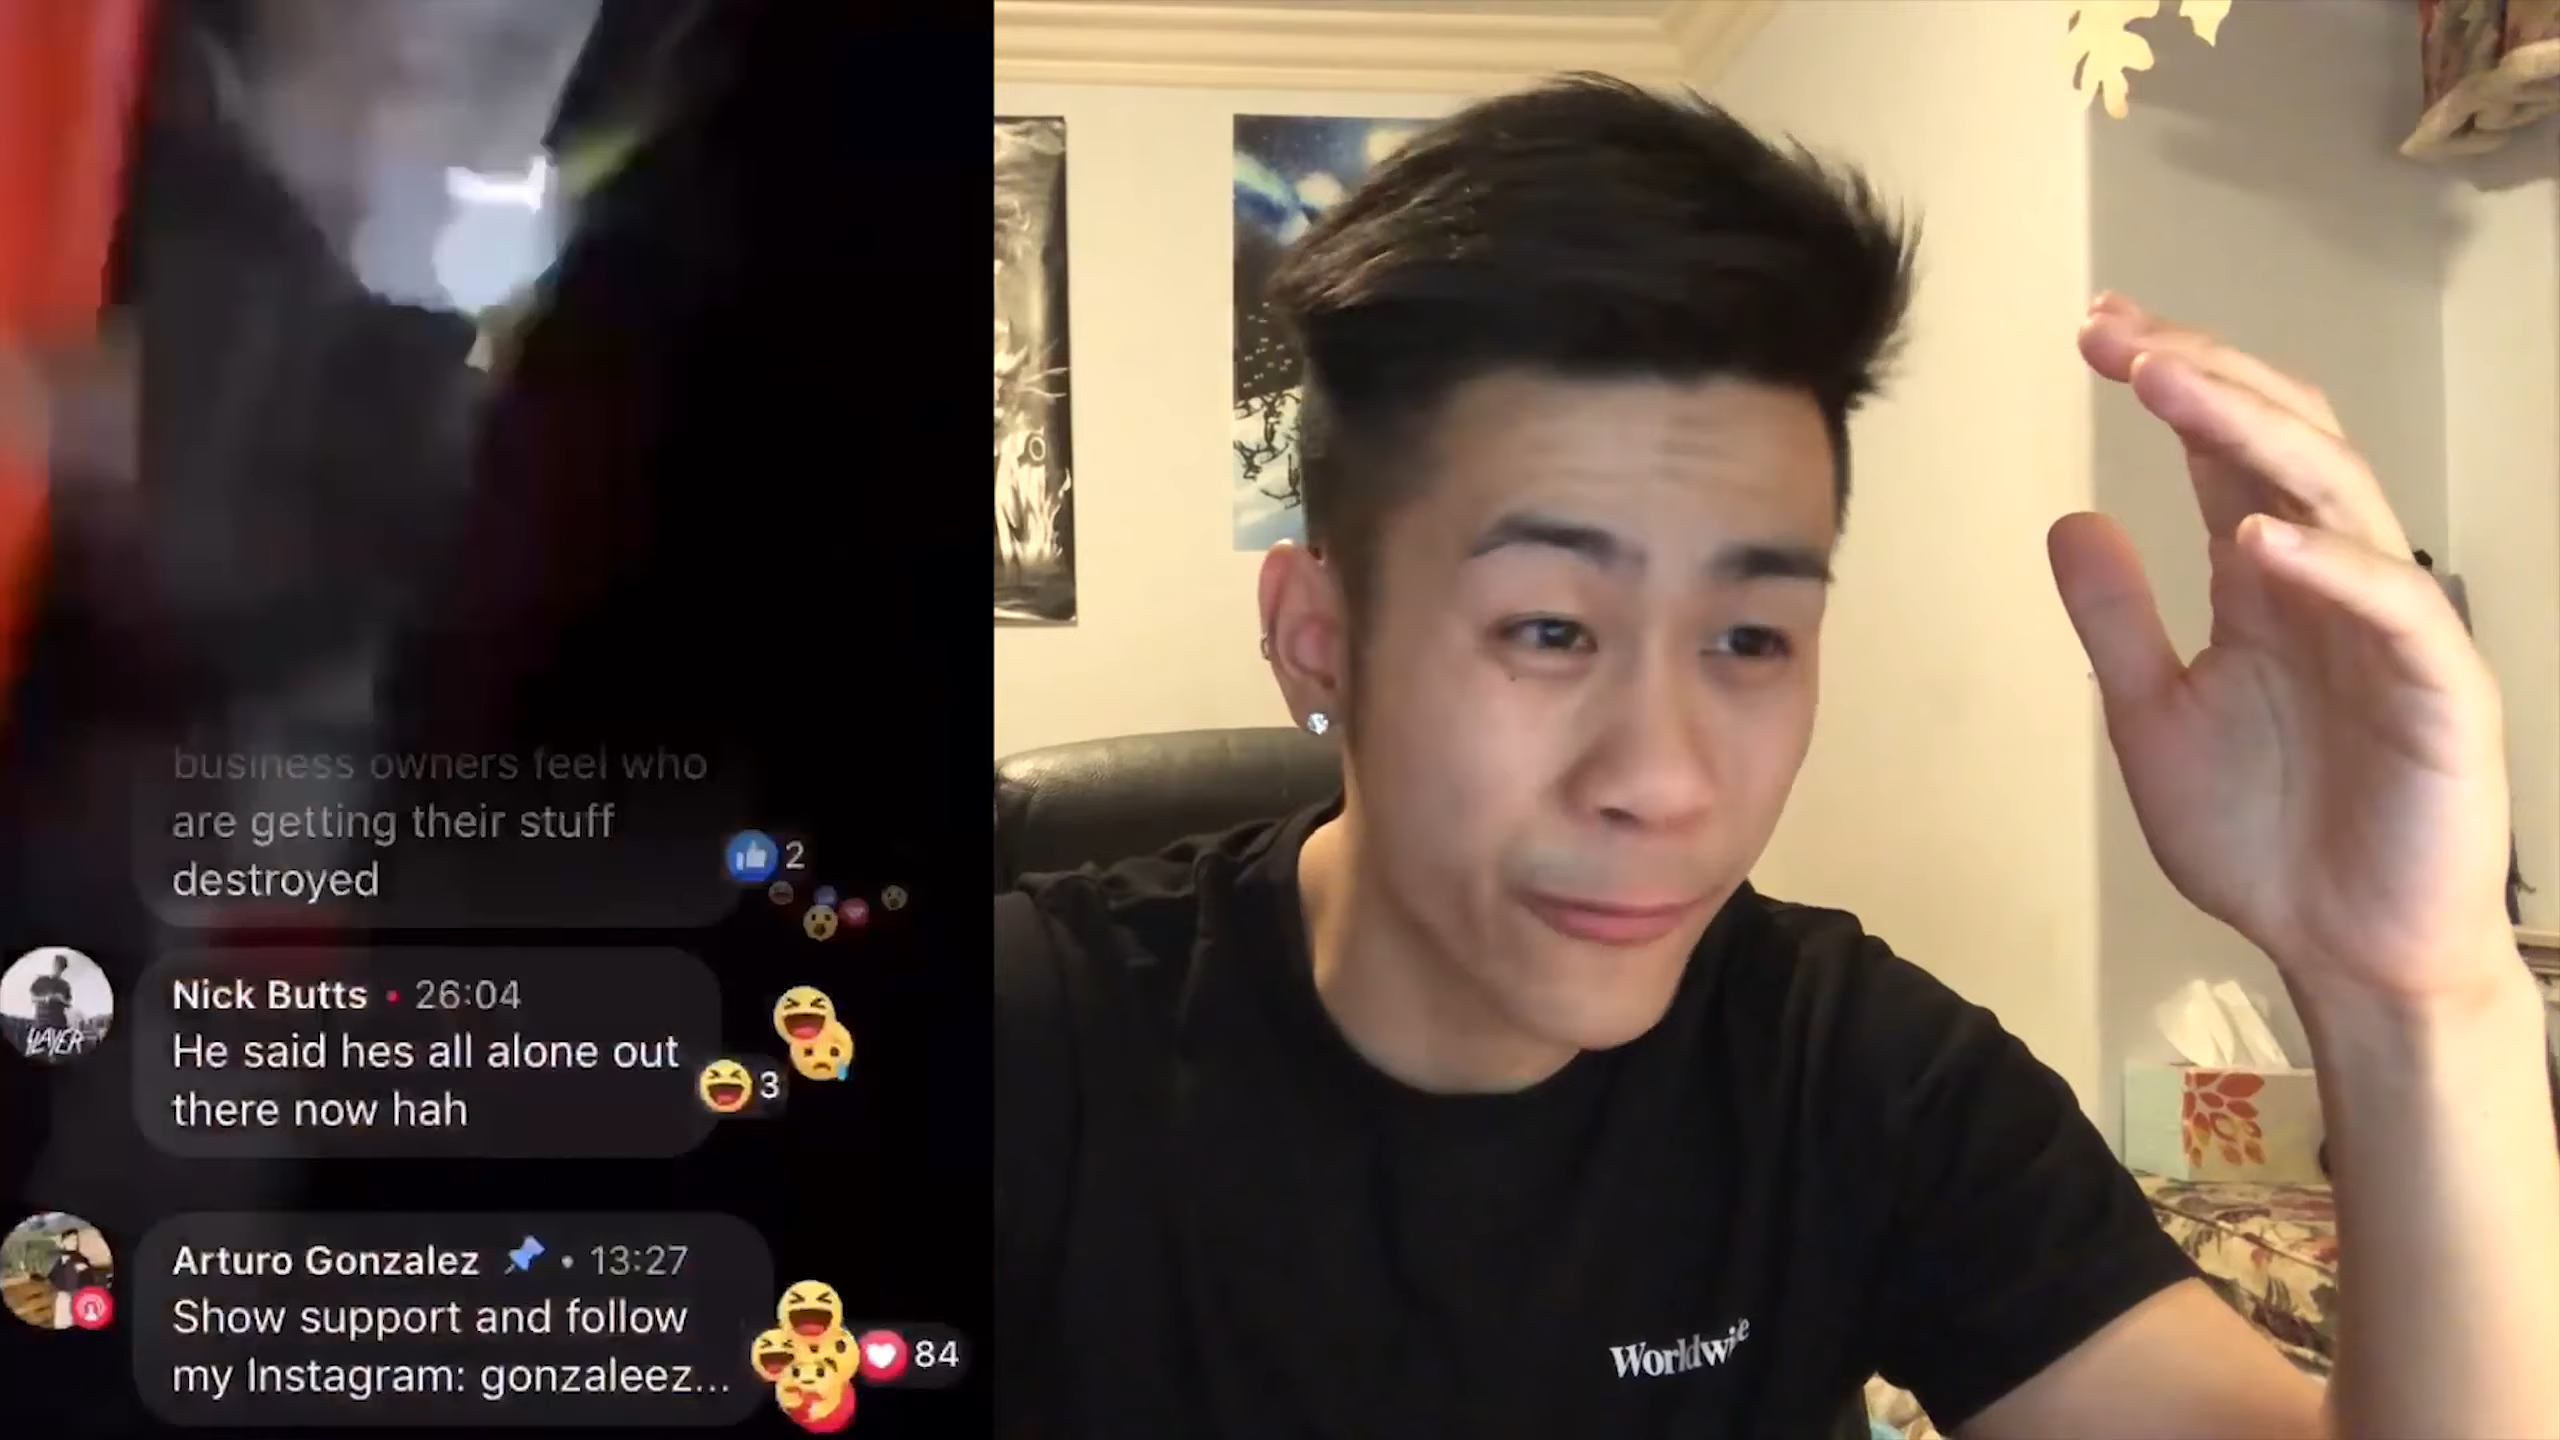 business owners feel who
are getting their stuff
destroyed
2
Nick Butts • 26:04
He said hes all alone out
there now hah
3
Arturo Gonzalez • 13:27
Show support and follow
my Instagram: gonzaleez...
84
SLAYER
Worldwide